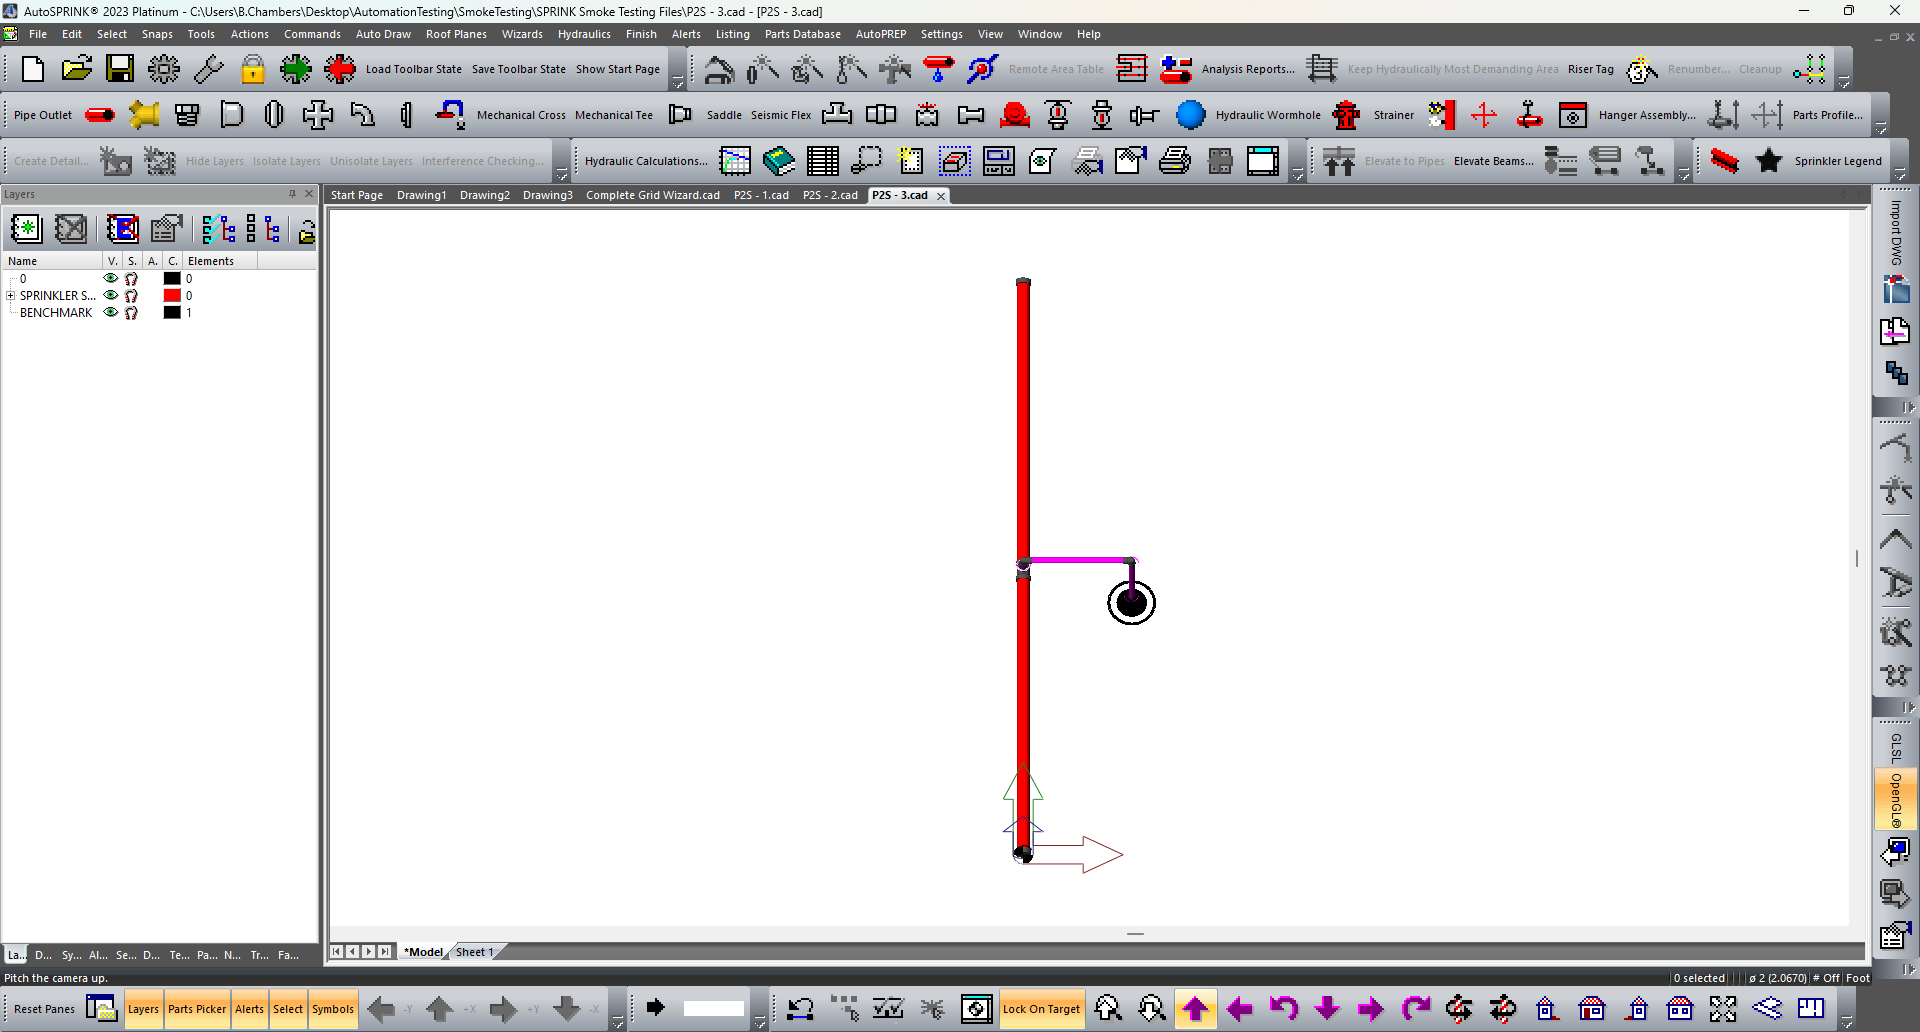 AutoSPRINK® 2023 Platinum - C:\Users\B.Chambers\Desktop\AutomationTesting\SmokeTesting\SPRINK Smoke Testing Files\P2S - 3.cad - [P2S - 3.cad]
File Edit Select Snaps Tools Actions Commands Auto Draw Roof Planes Wizards Hydraulics Finish Alerts Listing Parts Database AutoPREP Settings View Window Help
Load Toolbar State Save Toolbar State Show Start Page Remote Area Table Analysis Reports... Keep Hydraulically Most Demanding Area Riser Tag Renumber... Cleanup
Pipe Outlet Mechanical Cross Mechanical Tee Saddle Seismic Flex Hydraulic Wormhole Strainer Hanger Assembly... Parts Profile...
Create Detail... Hide Layers Isolate Layers Unisolate Layers Interference Checking... Hydraulic Calculations... Elevate to Pipes Elevate Beams... Sprinkler Legend
Layers
Start Page Drawing1 Drawing2 Drawing3 Complete Grid Wizard.cad P2S - 1.cad P2S - 2.cad P2S - 3.cad
Name V. S. A. C. Elements
0 0
SPRINKLER S... 0
BENCHMARK 1
Import DWG
GLSL
OpenGL®
La... D... Sy... Al... Se... D... Te... Pa... N... Tr... Fa...
*Model Sheet 1
Pitch the camera up.
0 selected ø 2 (2.0670) # Off Foot
Reset Panes Layers Parts Picker Alerts Select Symbols -Y +X +Y -X Lock On Target